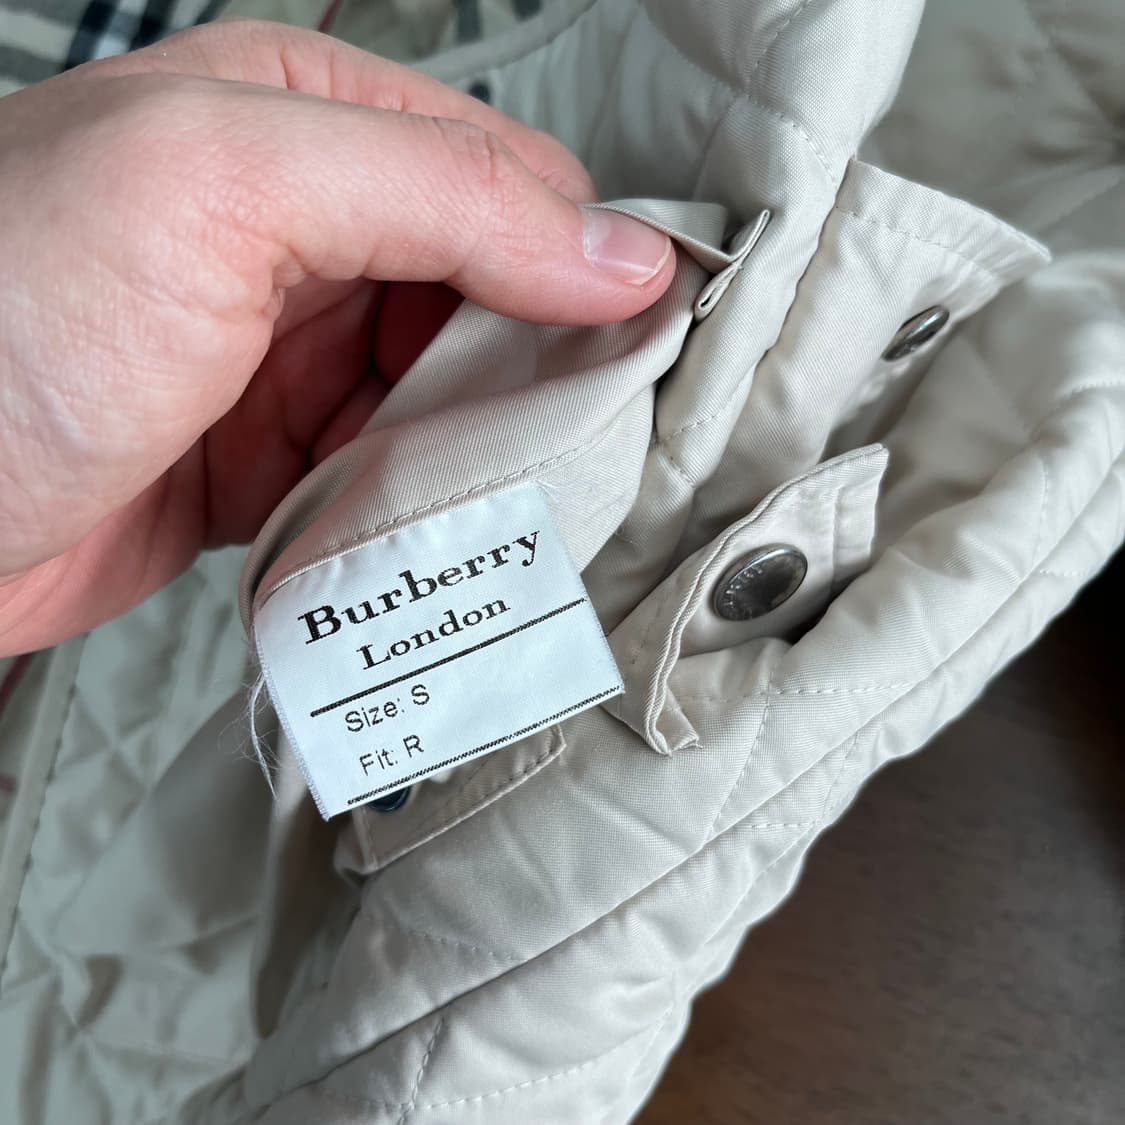 Burberry
London
Size: S
Fit: R